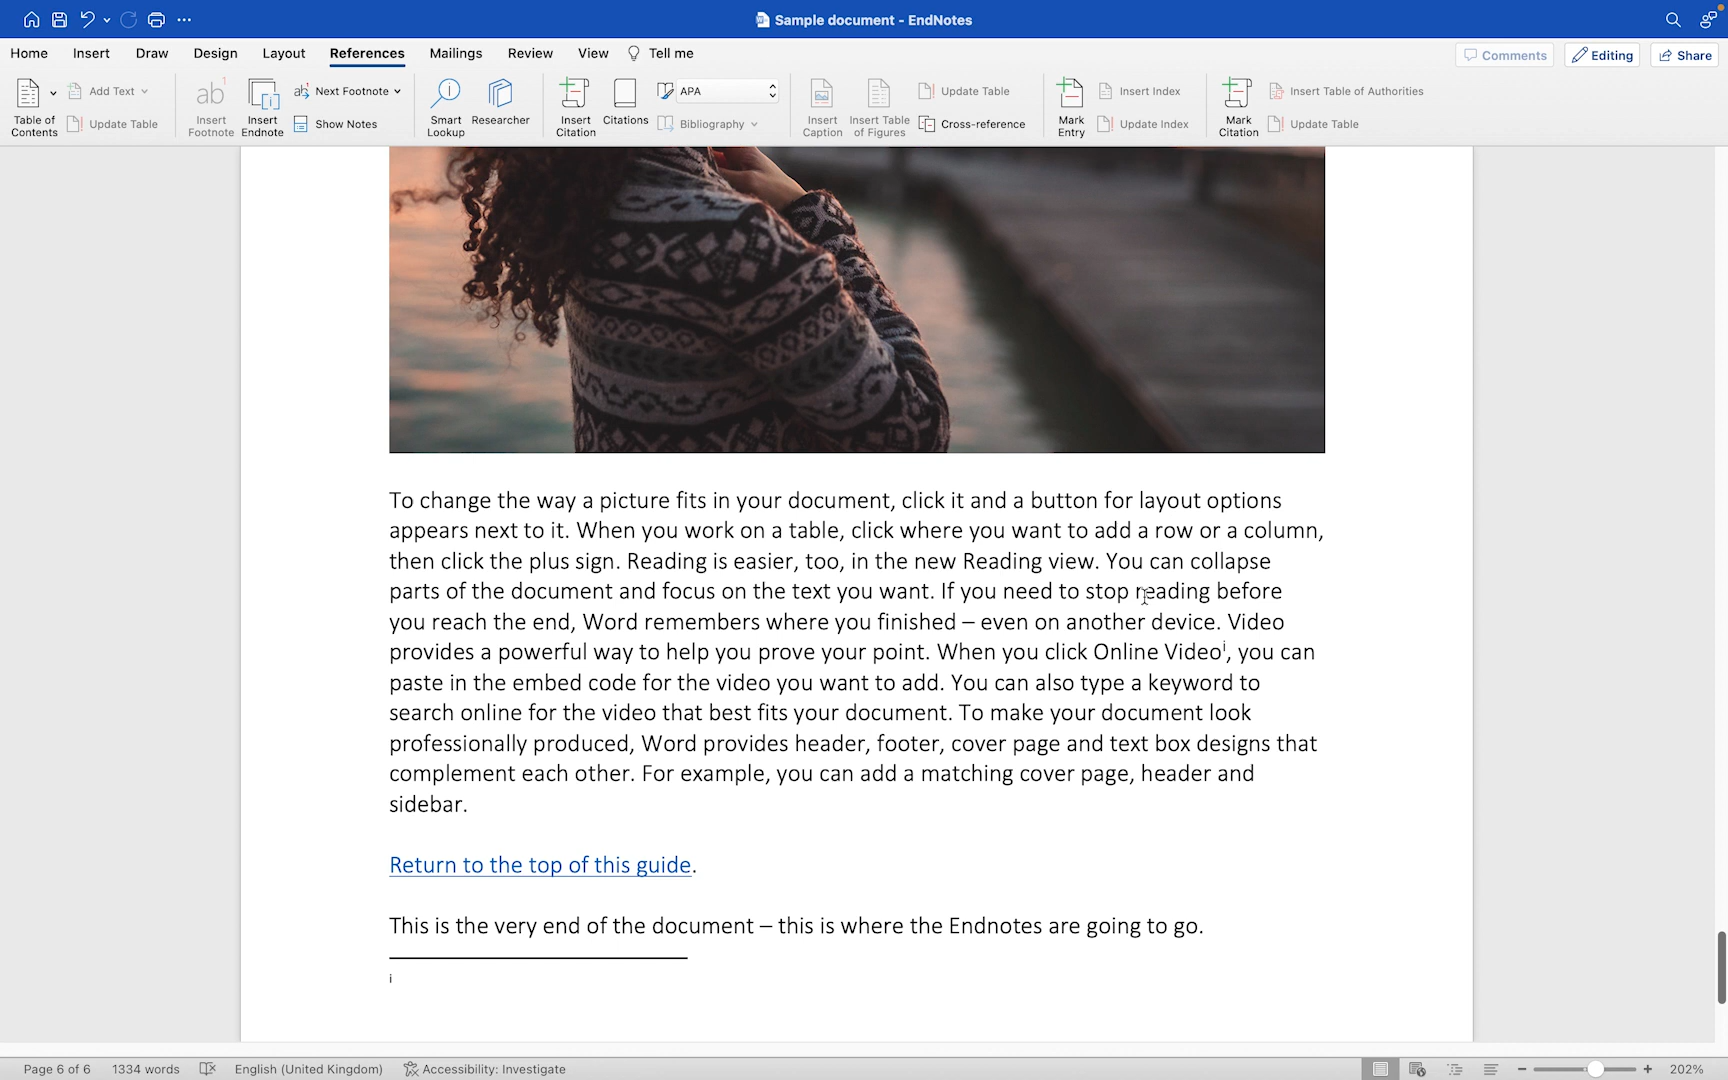 Sample document - EndNotes
Home Insert Draw Design Layout References Mailings Review View Tell me Comments Editing Share
Table of Contents
Add Text
Update Table
ab¹ Insert Footnote
Insert Endnote
ab Next Footnote
Show Notes
Smart Lookup
Researcher
Insert Citation
Citations
APA
Bibliography
Insert Caption
Insert Table of Figures
Update Table
Cross-reference
Mark Entry
Insert Index
Update Index
Mark Citation
Insert Table of Authorities
Update Table
To change the way a picture fits in your document, click it and a button for layout options
appears next to it. When you work on a table, click where you want to add a row or a column,
then click the plus sign. Reading is easier, too, in the new Reading view. You can collapse
parts of the document and focus on the text you want. If you need to stop reading before
you reach the end, Word remembers where you finished – even on another device. Video
provides a powerful way to help you prove your point. When you click Online Videoⁱ, you can
paste in the embed code for the video you want to add. You can also type a keyword to
search online for the video that best fits your document. To make your document look
professionally produced, Word provides header, footer, cover page and text box designs that
complement each other. For example, you can add a matching cover page, header and
sidebar.
Return to the top of this guide.
This is the very end of the document – this is where the Endnotes are going to go.
i
Page 6 of 6 1334 words English (United Kingdom) Accessibility: Investigate 202%